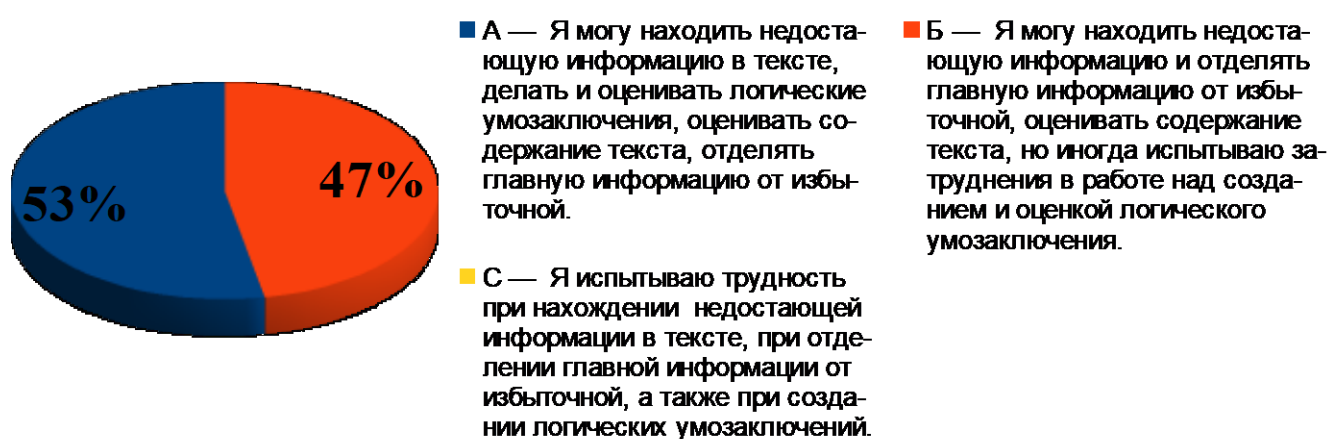 53%
47%
А — Я могу находить недоста-
ющую информацию в тексте,
делать и оценивать логические
умозаключения, оценивать со-
держание текста, отделять
главную информацию от избы-
точной.
Б — Я могу находить недоста-
ющую информацию и отделять
главную информацию от избы-
точной, оценивать содержание
текста, но иногда испытываю за-
труднения в работе над созда-
нием и оценкой логического
умозаключения.
С — Я испытываю трудность
при нахождении недостающей
информации в тексте, при отде-
лении главной информации от
избыточной, а также при созда-
нии логических умозаключений.